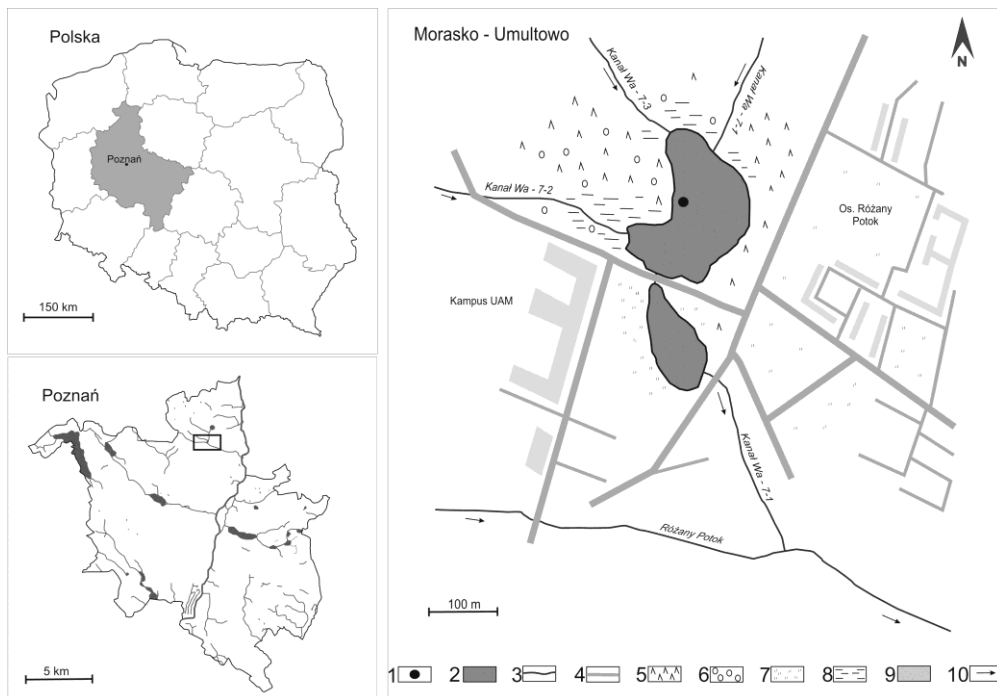 Polska
Poznań
150 km
Poznań
5 km
Morasko - Umultowo
N
Kanał Wa - 7-3
Kanał Wa - 7-1
Kanał Wa - 7-2
Os. Różany
Potok
Kampus UAM
Kanał Wa - 7-1
Różany Potok
100 m
1 2 3 4 5 6 7 8 9 10